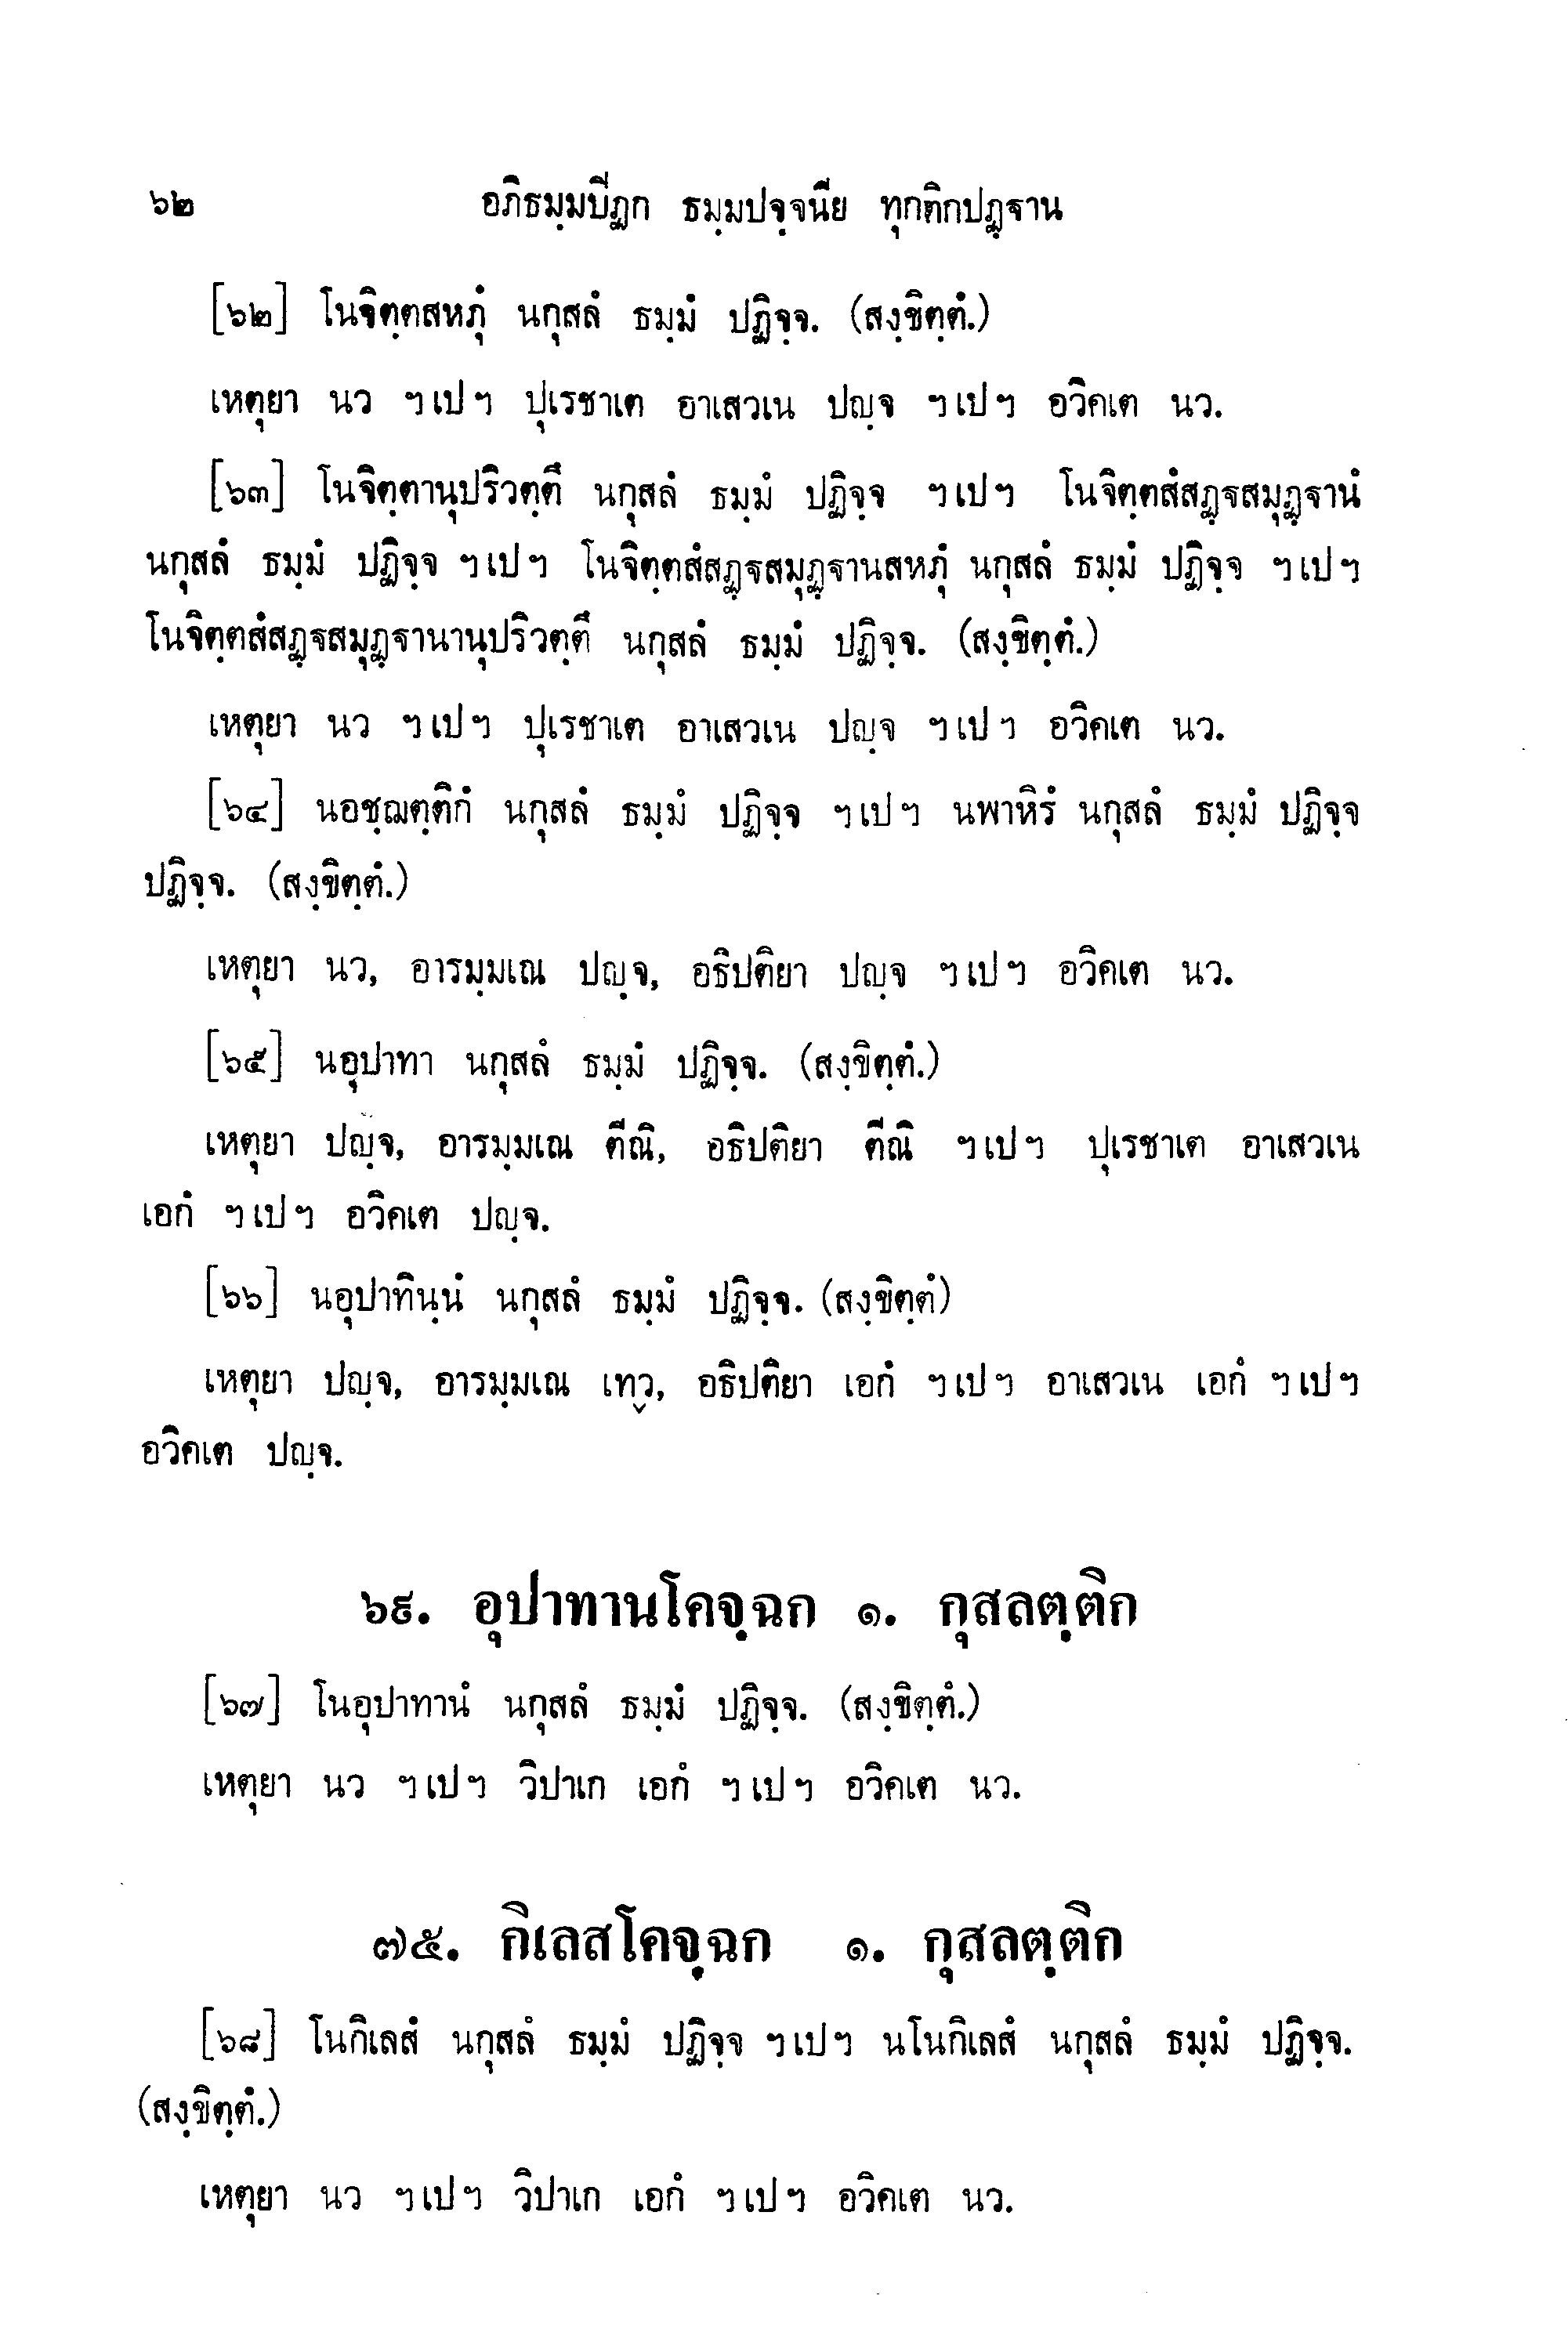 ๖๒ อภิธมฺมปิฏก ธมฺมปจฺจนีย ทุกติกปฏฺฐาน
[๖๒] โนจิตฺตสหภุํ นกุสลํ ธมฺมํ ปฏิจฺจ. (สงฺขิตฺตํ.)
เหตุยา นว ฯเปฯ ปุเรชาเต อาเสวเน ปญฺจ ฯเปฯ อวิคเต นว.
[๖๓] โนจิตฺตานุปริวตฺตึ นกุสลํ ธมฺมํ ปฏิจฺจ ฯเปฯ โนจิตฺตสํสฏฺฐสมุฏฺฐานํ
นกุสลํ ธมฺมํ ปฏิจฺจ ฯเปฯ โนจิตฺตสํสฏฺฐสมุฏฺฐานสหภุํ นกุสลํ ธมฺมํ ปฏิจฺจ ฯเปฯ
โนจิตฺตสํสฏฺฐสมุฏฺฐานานุปริวตฺตึ นกุสลํ ธมฺมํ ปฏิจฺจ. (สงฺขิตฺตํ.)
เหตุยา นว ฯเปฯ ปุเรชาเต อาเสวเน ปญฺจ ฯเปฯ อวิคเต นว.
[๖๔] นอชฺฌตฺติกํ นกุสลํ ธมฺมํ ปฏิจฺจ ฯเปฯ นพาหิรํ นกุสลํ ธมฺมํ ปฏิจฺจ
ปฏิจฺจ. (สงฺขิตฺตํ.)
เหตุยา นว, อารมฺมเณ ปญฺจ, อธิปติยา ปญฺจ ฯเปฯ อวิคเต นว.
[๖๕] นอุปาทา นกุสลํ ธมฺมํ ปฏิจฺจ. (สงฺขิตฺตํ.)
เหตุยา ปญฺจ, อารมฺมเณ ตีณิ, อธิปติยา ตีณิ ฯเปฯ ปุเรชาเต อาเสวเน
เอกํ ฯเปฯ อวิคเต ปญฺจ.
[๖๖] นอุปาทินฺนํ นกุสลํ ธมฺมํ ปฏิจฺจ. (สงฺขิตฺตํ)
เหตุยา ปญฺจ, อารมฺมเณ เทฺว, อธิปติยา เอกํ ฯเปฯ อาเสวเน เอกํ ฯเปฯ
อวิคเต ปญฺจ.
๖๙. อุปาทานโคจฺฉก ๑. กุสลตฺติก
[๖๗] โนอุปาทานํ นกุสลํ ธมฺมํ ปฏิจฺจ. (สงฺขิตฺตํ.)
เหตุยา นว ฯเปฯ วิปาเก เอกํ ฯเปฯ อวิคเต นว.
๗๕. กิเลสโคจฺฉก ๑. กุสลตฺติก
[๖๘] โนกิเลสํ นกุสลํ ธมฺมํ ปฏิจฺจ ฯเปฯ นโนกิเลสํ นกุสลํ ธมฺมํ ปฏิจฺจ.
(สงฺขิตฺตํ.)
เหตุยา นว ฯเปฯ วิปาเก เอกํ ฯเปฯ อวิคเต นว.